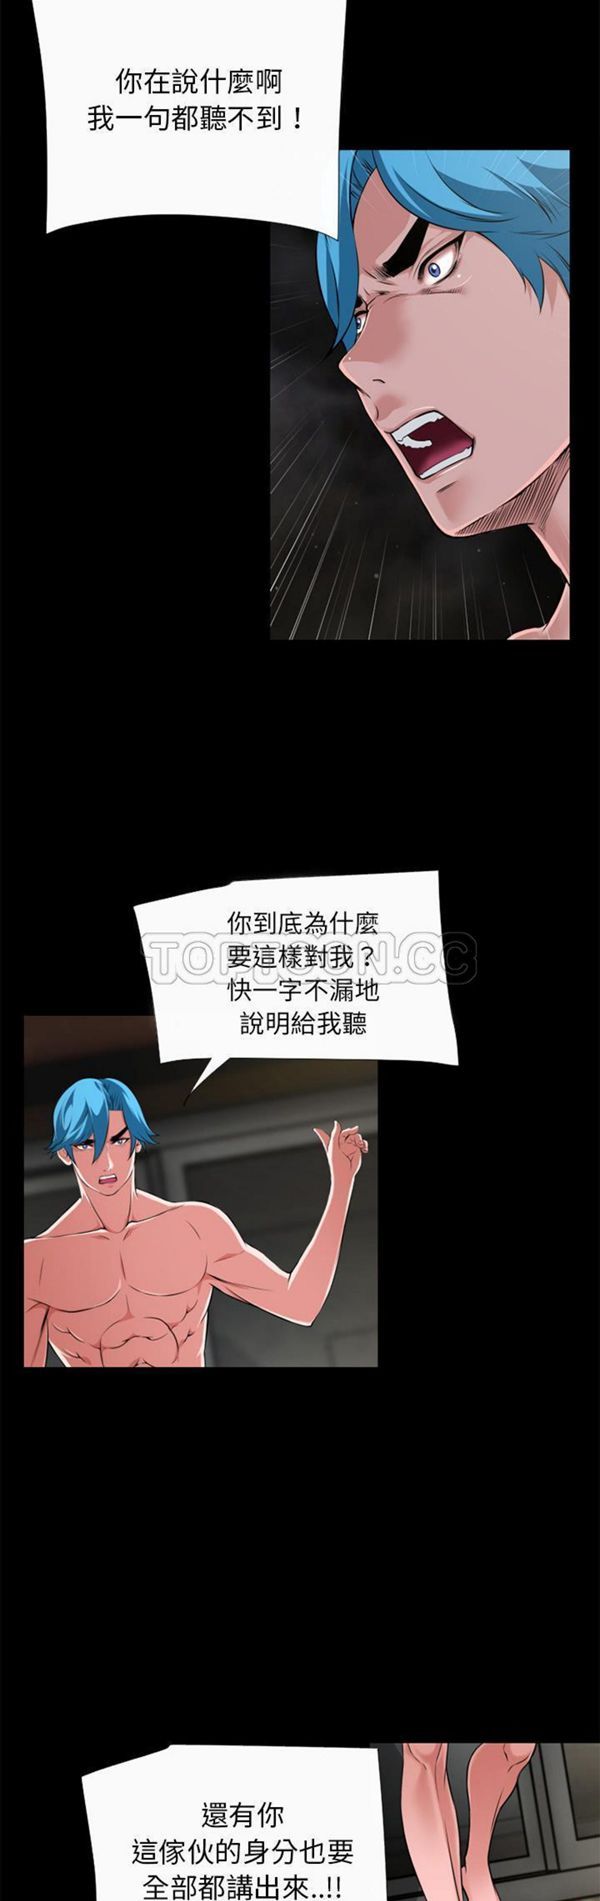 你在說什麼啊
我一句都聽不到！
你到底為什麼
要這樣對我？
TOPTOON.CC
快一字不漏地
說明給我聽
還有你
這傢伙的身分也要
全部都講出來..!!